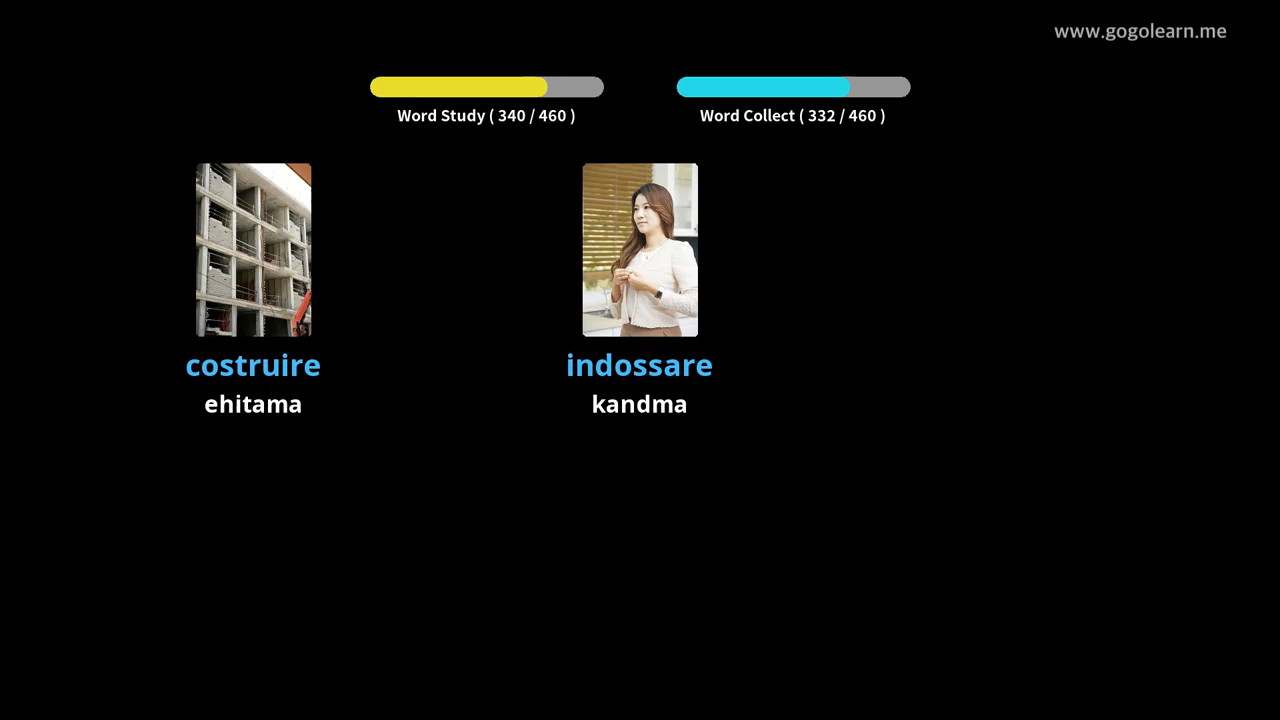 www.gogolearn.me
Word Study ( 340 / 460 )
Word Collect ( 332 / 460 )
costruire
ehitama
indossare
kandma